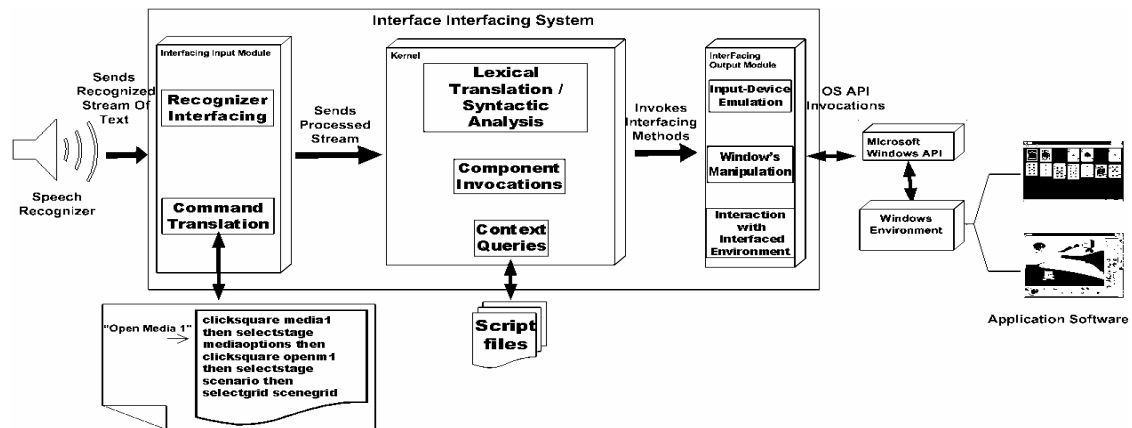 Interface Interfacing System
Sends
Recognized
Stream Of
Text
Speech
Recognizer
Interfacing Input Module
Recognizer
Interfacing
Command
Translation
Sends
Processed
Stream
Kernel
Lexical
Translation /
Syntactic
Analysis
Component
Invocations
Context
Queries
Invokes
Interfacing
Methods
InterFacing
Output Module
Input-Device
Emulation
Window's
Manipulation
Interaction
with
Interfaced
Environment
OS API
Invocations
Microsoft
Windows API
Windows
Environment
Application Software
"Open Media 1"
clicksquare media1
then selectstage
mediaoptions then
clicksquare openm1
then selectstage
scenario then
selectgrid scenegrid
Script
files